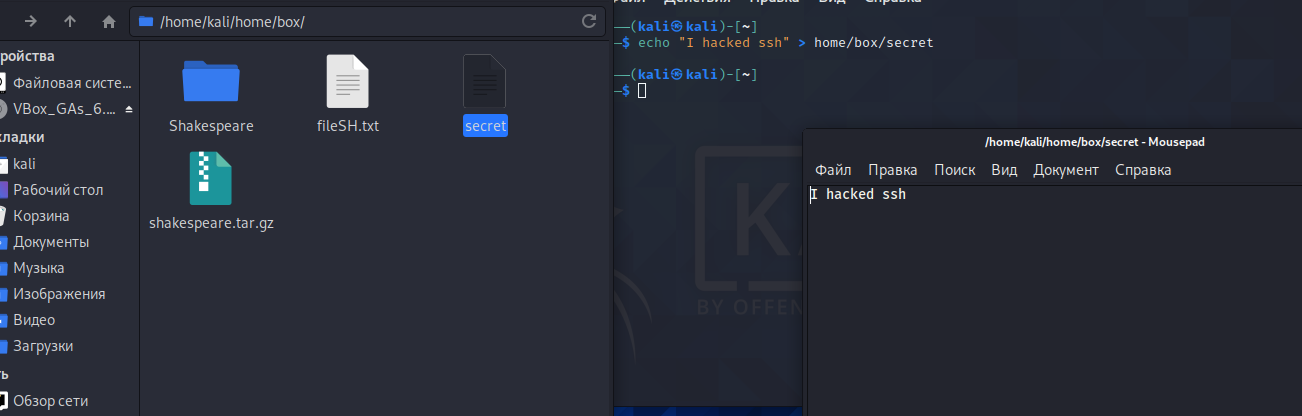 /home/kali/home/box/
ройства
Файловая систе...
VBox_GAs_6....
кладки
kali
Рабочий стол
Корзина
Документы
Музыка
Изображения
Видео
Загрузки
ть
Обзор сети
Shakespeare
fileSH.txt
secret
shakespeare.tar.gz
Файл Действия Правка Вид Справка
(kali㉿kali)-[~]
$ echo "I hacked ssh" > home/box/secret
(kali㉿kali)-[~]
$
BY OFFEN
/home/kali/home/box/secret - Mousepad
Файл Правка Поиск Вид Документ Справка
I hacked ssh